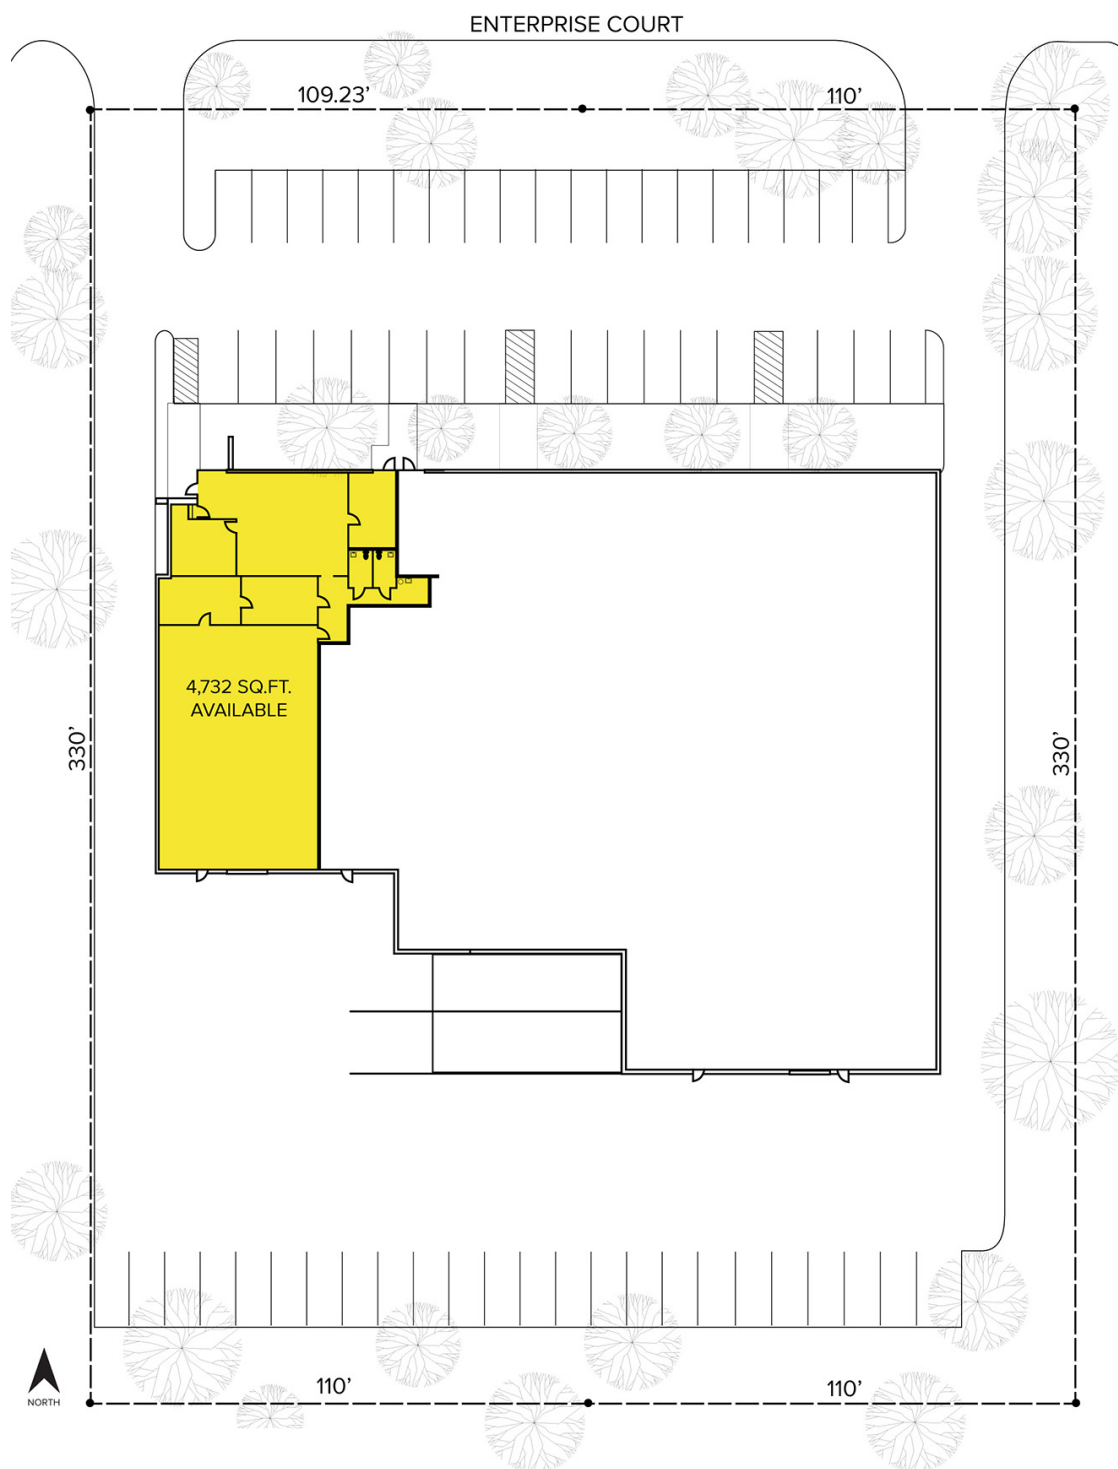 ENTERPRISE COURT
109.23’
110’
4,732 SQ.FT.
AVAILABLE
330’
330’
110’
110’
NORTH